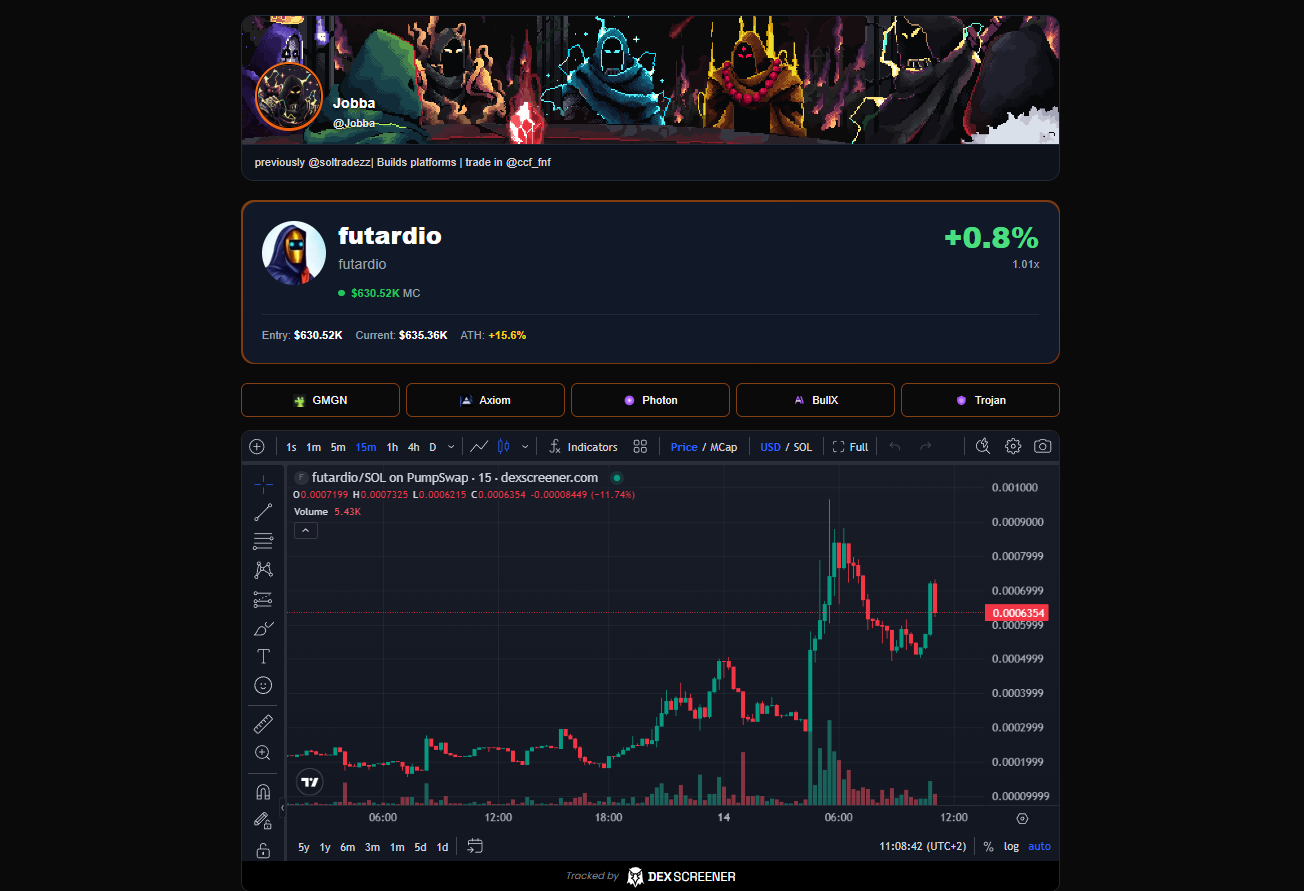 Jobba
@Jobba
previously @soltradezz| Builds platforms | trade in @ccf_fnf
futardio
futardio
$630.52K MC
+0.8%
1.01x
Entry: $630.52K Current: $635.36K ATH: +15.6%
GMGN Axiom Photon BullX Trojan
1s 1m 5m 15m 1h 4h D Indicators Price / MCap USD / SOL Full
F futardio/SOL on PumpSwap · 15 · dexscreener.com
O0.0007199 H0.0007325 L0.0006215 C0.0006354 -0.00008449 (−11.74%)
Volume 5.43K
0.001000
0.0009000
0.0007999
0.0006999
0.0006354
0.0005999
0.0004999
0.0003999
0.0002999
0.0001999
0.00009999
06:00 12:00 18:00 14 06:00 12:00
5y 1y 6m 3m 1m 5d 1d 11:08:42 (UTC+2) % log auto
Tracked by DEX SCREENER